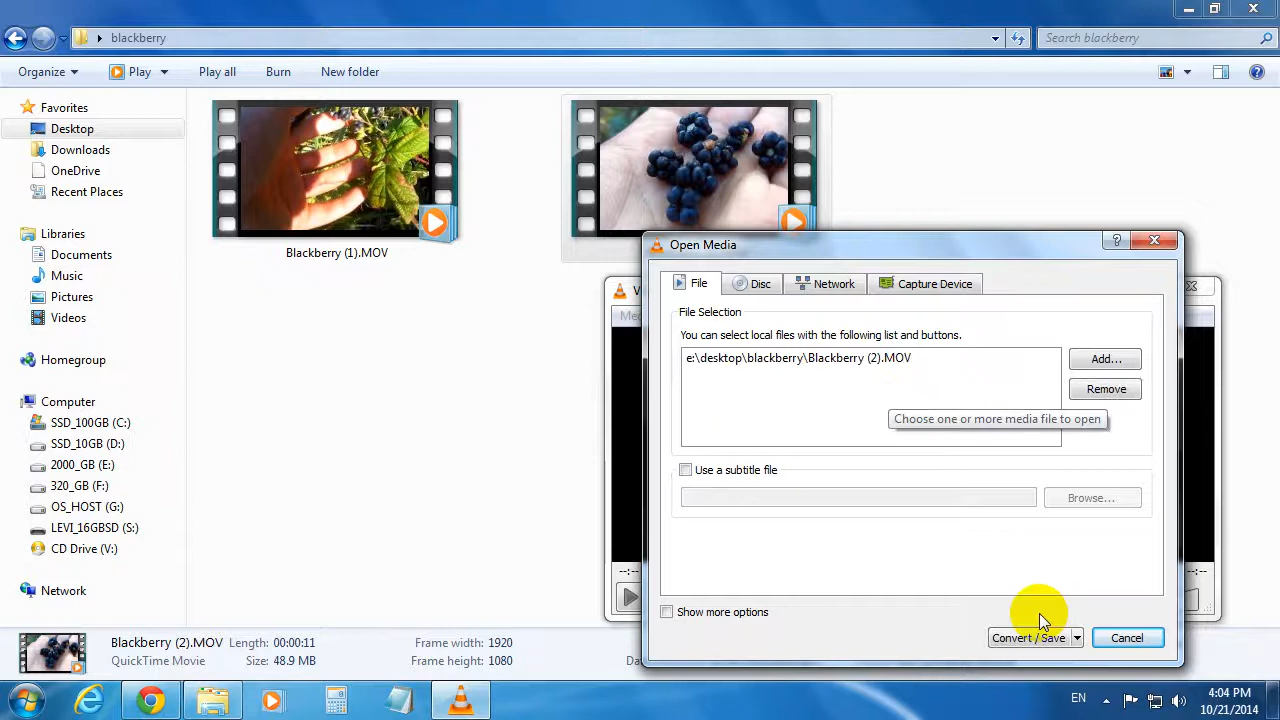 blackberry
Search blackberry
Organize
Play
Play all
Burn
New folder
Favorites
Desktop
Downloads
OneDrive
Recent Places
Libraries
Documents
Music
Pictures
Videos
Homegroup
Computer
SSD_100GB (C:)
SSD_10GB (D:)
2000_GB (E:)
320_GB (F:)
OS_HOST (G:)
LEVI_16GBSD (S:)
CD Drive (V:)
Network
Blackberry (1).MOV
Open Media
File
Disc
Network
Capture Device
File Selection
You can select local files with the following list and buttons.
e:\desktop\blackberry\Blackberry (2).MOV
Add...
Remove
Choose one or more media file to open
Use a subtitle file
Browse...
Show more options
Convert / Save
Cancel
--:--
--:--
Blackberry (2).MOV Length: 00:00:11 Frame width: 1920
QuickTime Movie Size: 48.9 MB Frame height: 1080
EN
4:04 PM
10/21/2014